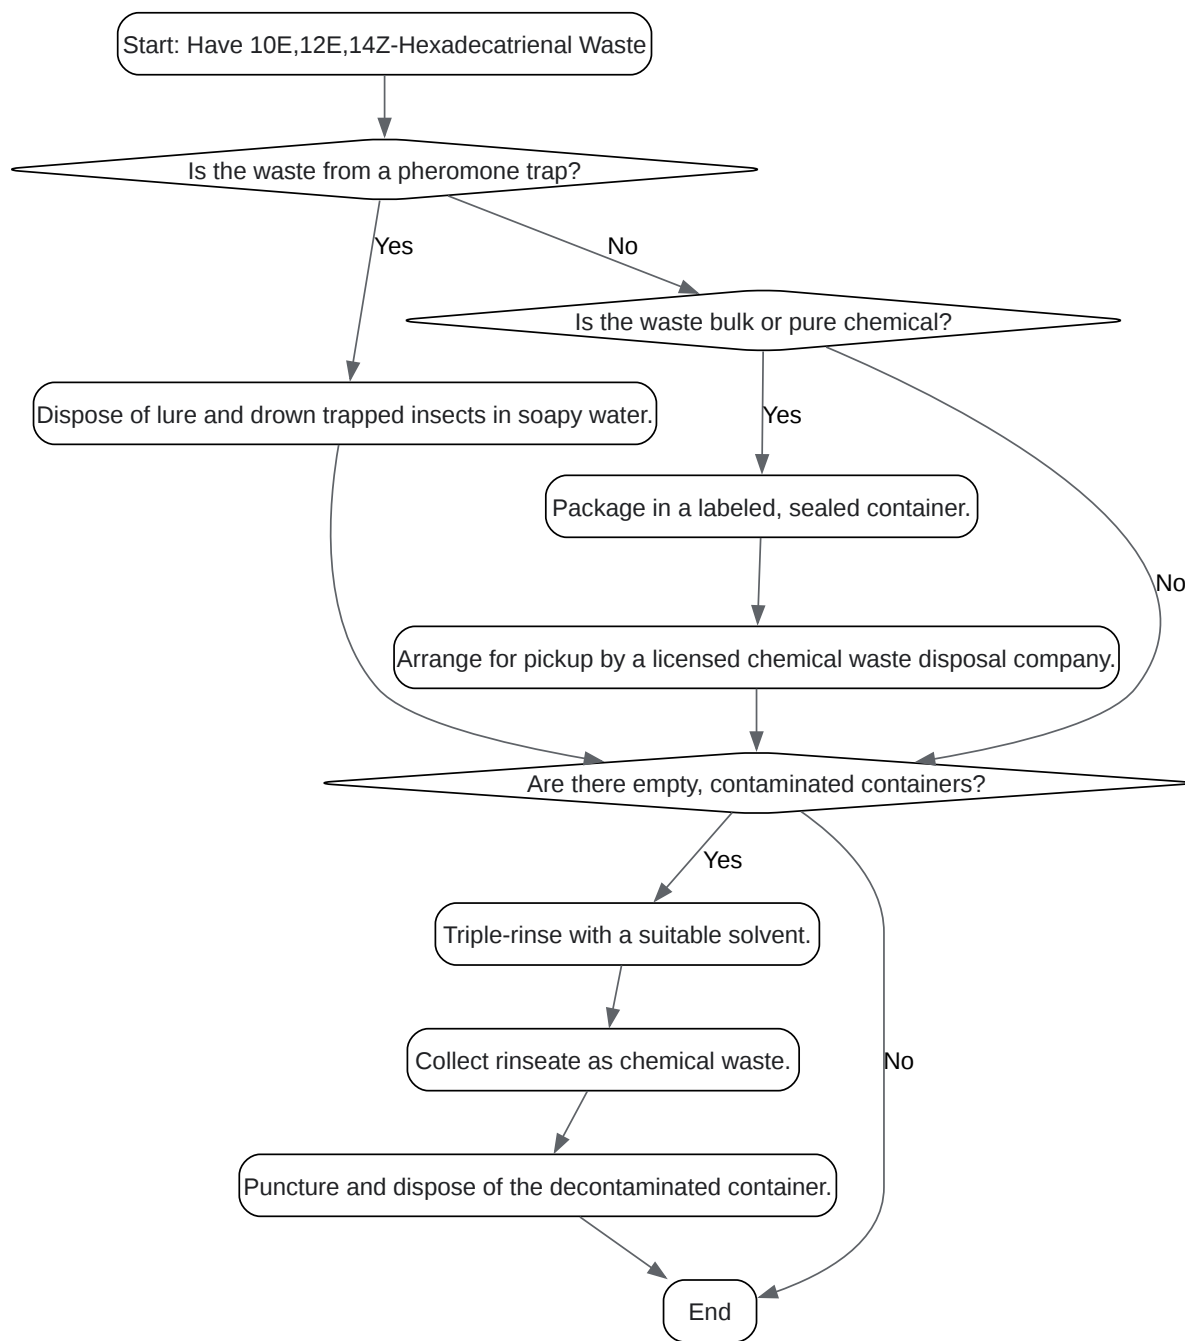 Start: Have 10E,12E,14Z-Hexadecatrienal Waste
Is the waste from a pheromone trap?
Yes
No
Is the waste bulk or pure chemical?
Dispose of lure and drown trapped insects in soapy water.
Yes
Package in a labeled, sealed container.
No
Arrange for pickup by a licensed chemical waste disposal company.
Are there empty, contaminated containers?
Yes
Triple-rinse with a suitable solvent.
Collect rinseate as chemical waste.
No
Puncture and dispose of the decontaminated container.
End